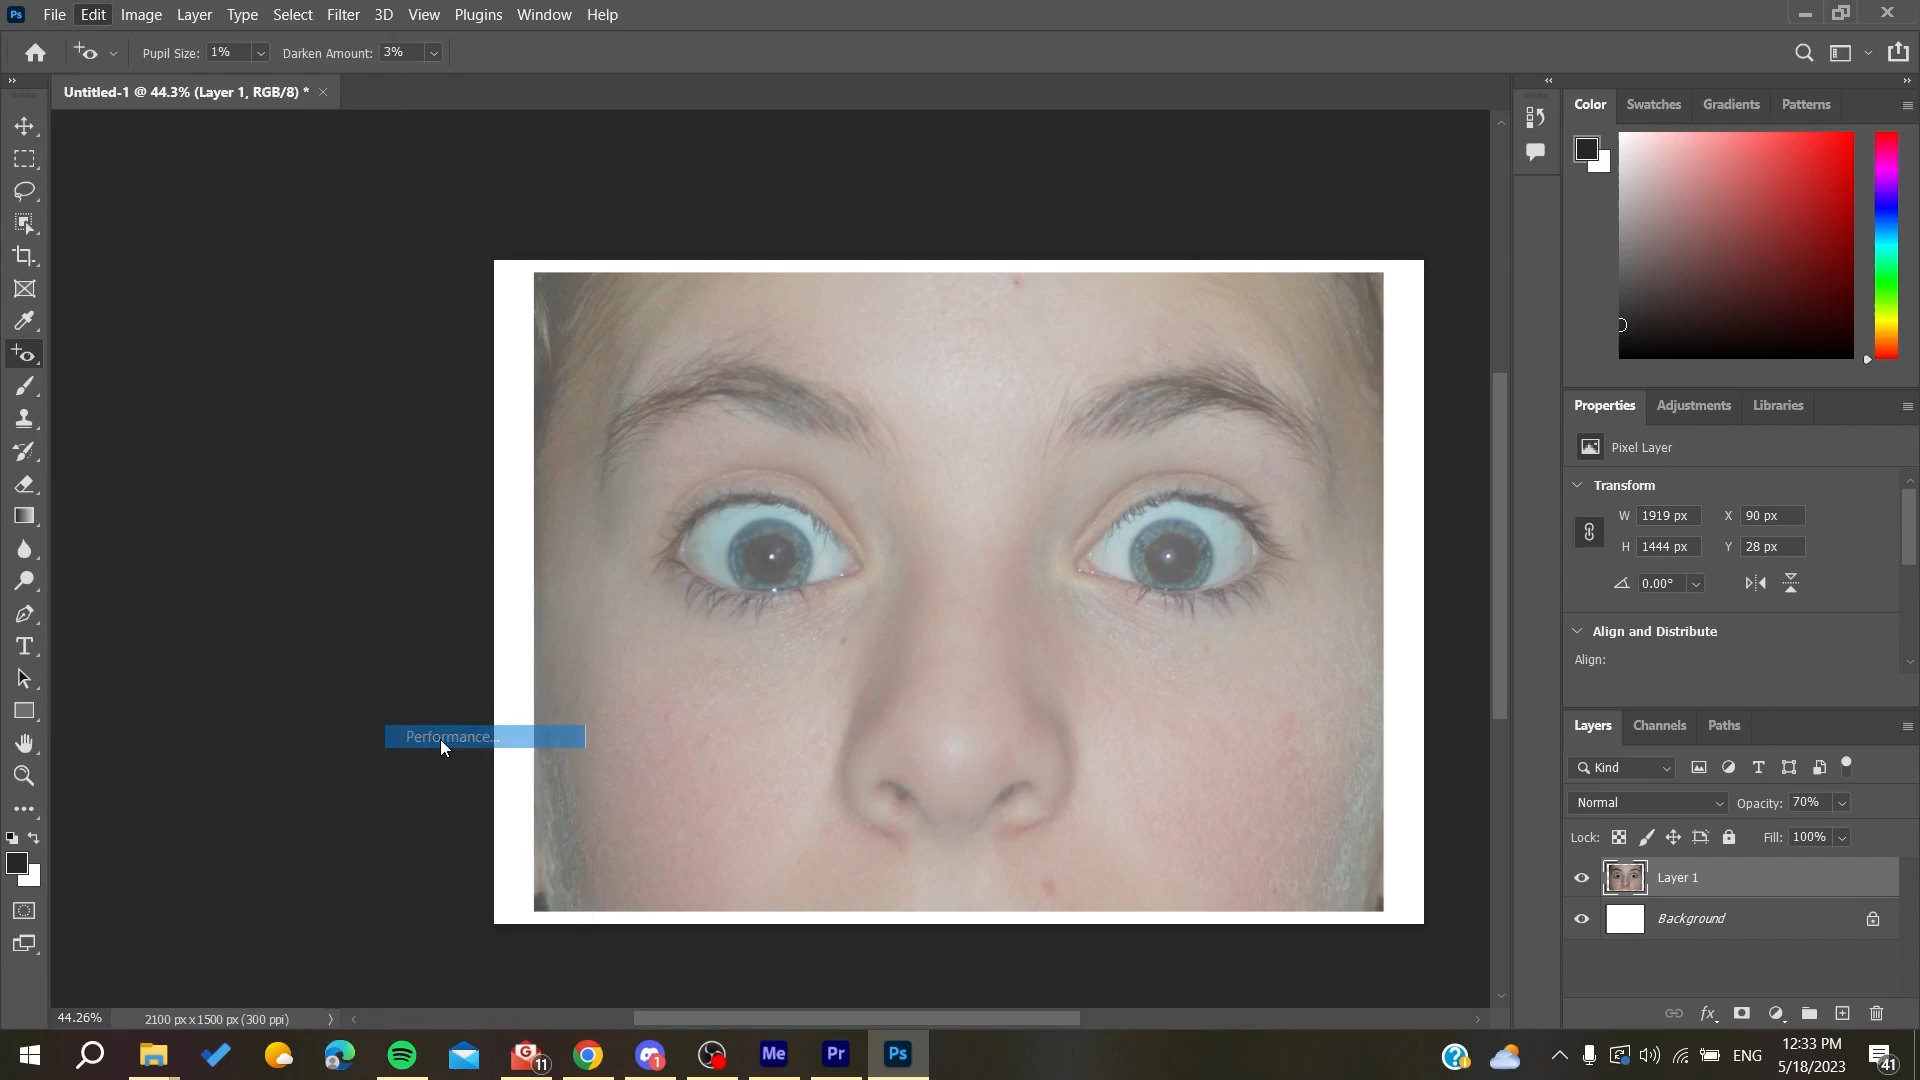 Ps File Edit Image Layer Type Select Filter 3D View Plugins Window Help
Pupil Size: 1% Darken Amount: 3%
Untitled-1 @ 44.3% (Layer 1, RGB/8) *
Color Swatches Gradients Patterns
Properties Adjustments Libraries
Pixel Layer
Transform
W 1919 px X 90 px
H 1444 px Y 28 px
0.00°
Align and Distribute
Align:
Performance...
Layers Channels Paths
Kind
Normal Opacity: 70%
Lock: Fill: 100%
Layer 1
Background
44.26% 2100 px x 1500 px (300 ppi)
11 1 Me Pr Ps
ENG
12:33 PM
5/18/2023
41